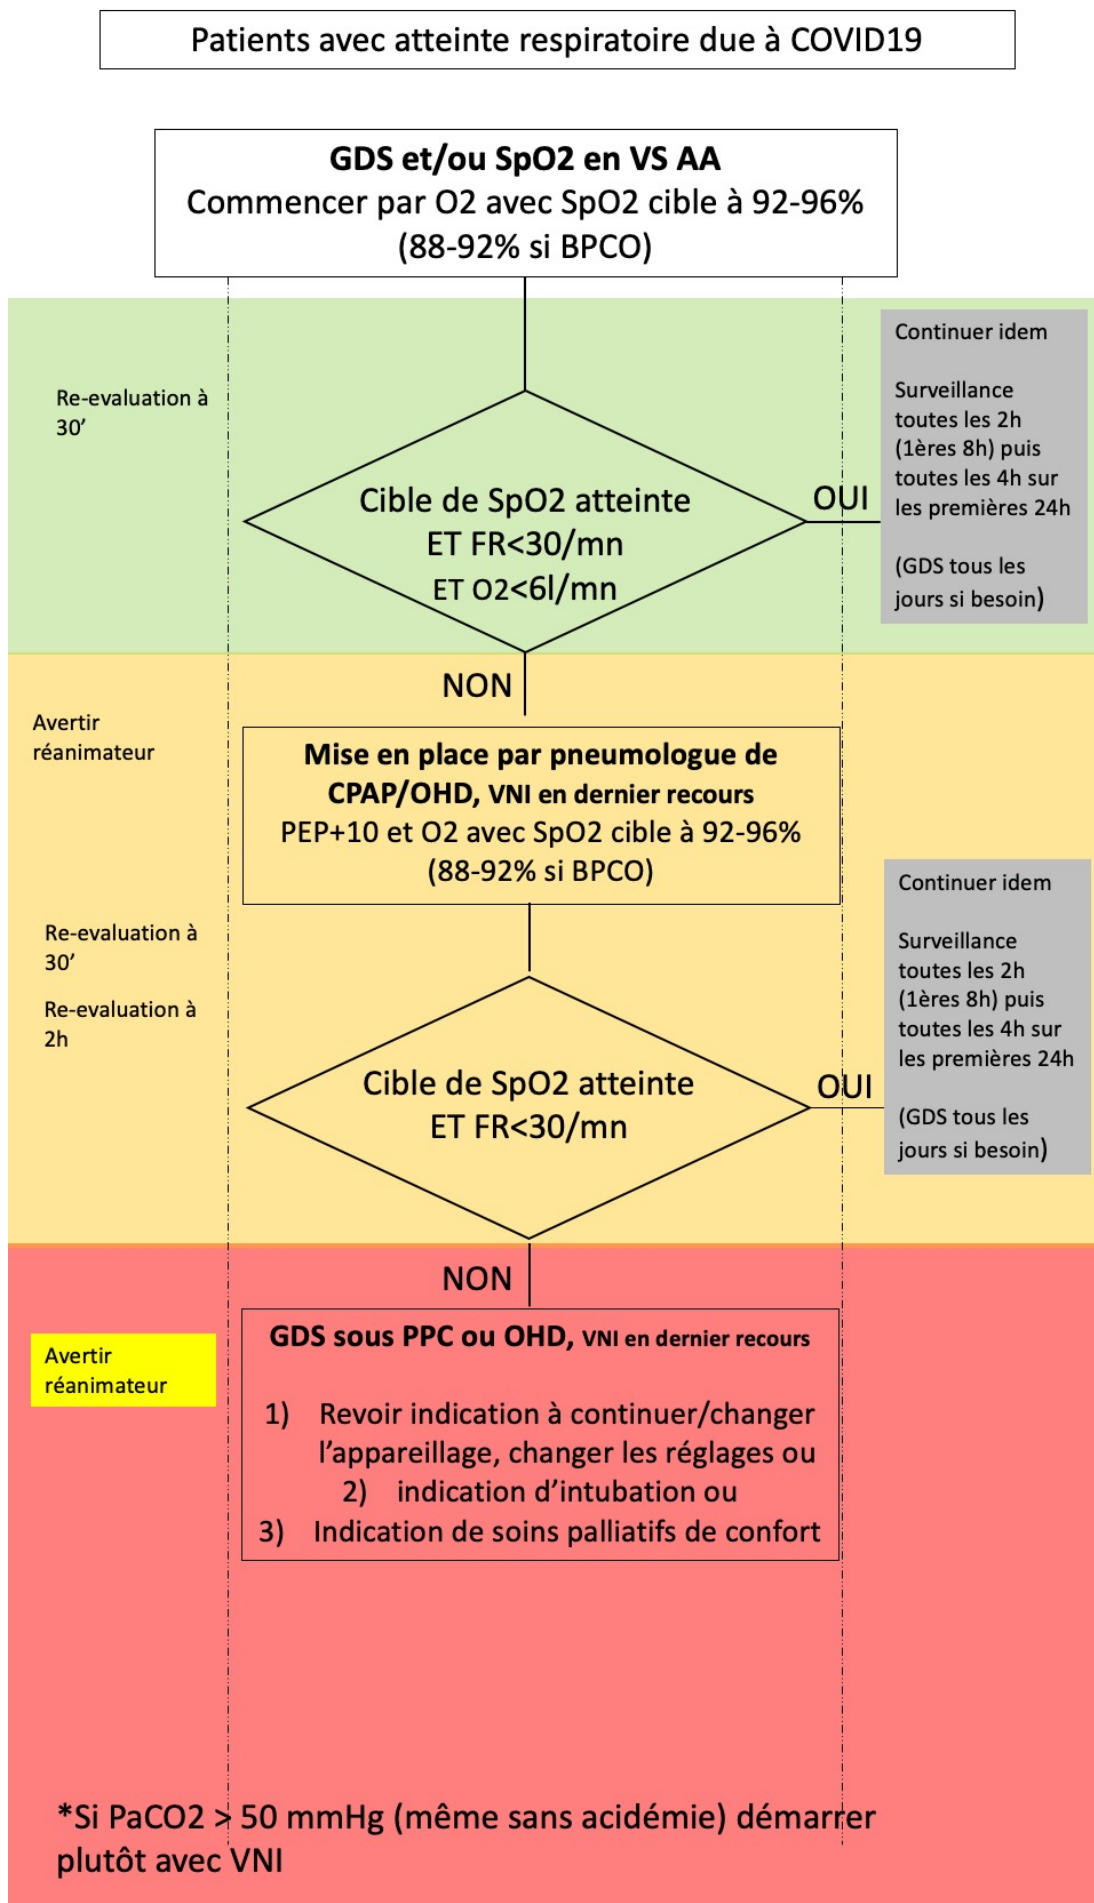 Patients avec atteinte respiratoire due à COVID19
GDS et/ou SpO2 en VS AA
Commencer par O2 avec SpO2 cible à 92-96%
(88-92% si BPCO)
Re-evaluation à
30’
Cible de SpO2 atteinte
ET FR<30/mn
ET O2<6l/mn
OUI
Continuer idem
Surveillance
toutes les 2h
(1ères 8h) puis
toutes les 4h sur
les premières 24h
(GDS tous les
jours si besoin)
NON
Avertir
réanimateur
Mise en place par pneumologue de
CPAP/OHD, VNI en dernier recours
PEP+10 et O2 avec SpO2 cible à 92-96%
(88-92% si BPCO)
Re-evaluation à
30’
Re-evaluation à
2h
Cible de SpO2 atteinte
ET FR<30/mn
OUI
Continuer idem
Surveillance
toutes les 2h
(1ères 8h) puis
toutes les 4h sur
les premières 24h
(GDS tous les
jours si besoin)
NON
Avertir
réanimateur
GDS sous PPC ou OHD, VNI en dernier recours
1) Revoir indication à continuer/changer
l’appareillage, changer les réglages ou
2) indication d’intubation ou
3) Indication de soins palliatifs de confort
*Si PaCO2 > 50 mmHg (même sans acidémie) démarrer
plutôt avec VNI